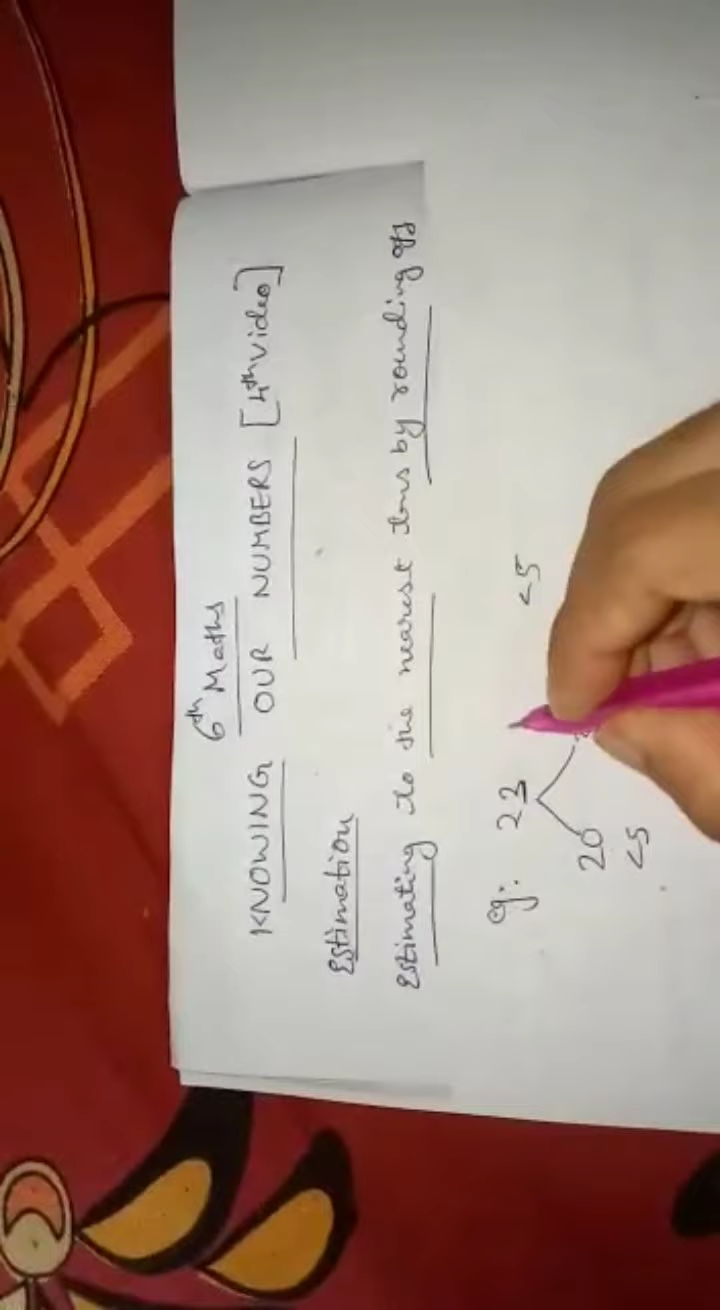 6th Maths
KNOWING OUR NUMBERS [4th video]
Estimation
Estimating to the nearest tens by rounding off
eg: 23 <5
20
<5